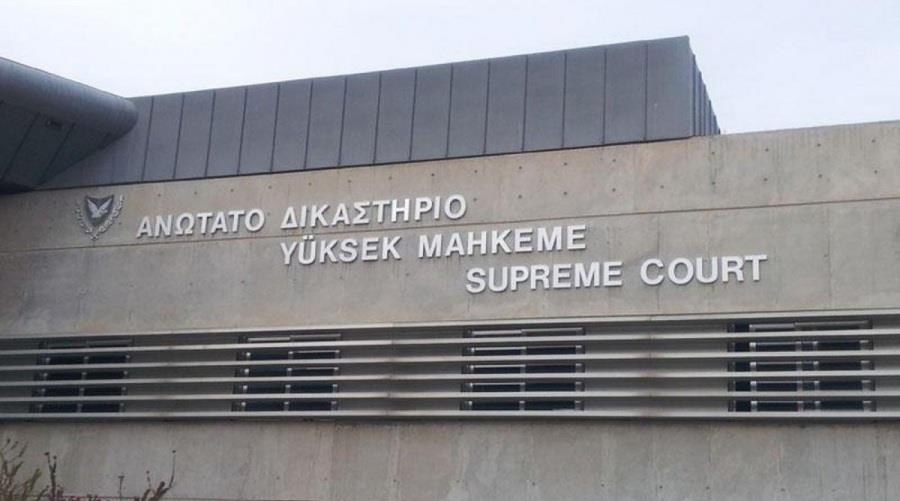 ΑΝΩΤΑΤΟ ΔΙΚΑΣΤΗΡΙΟ
YÜKSEK MAHKEME
SUPREME COURT